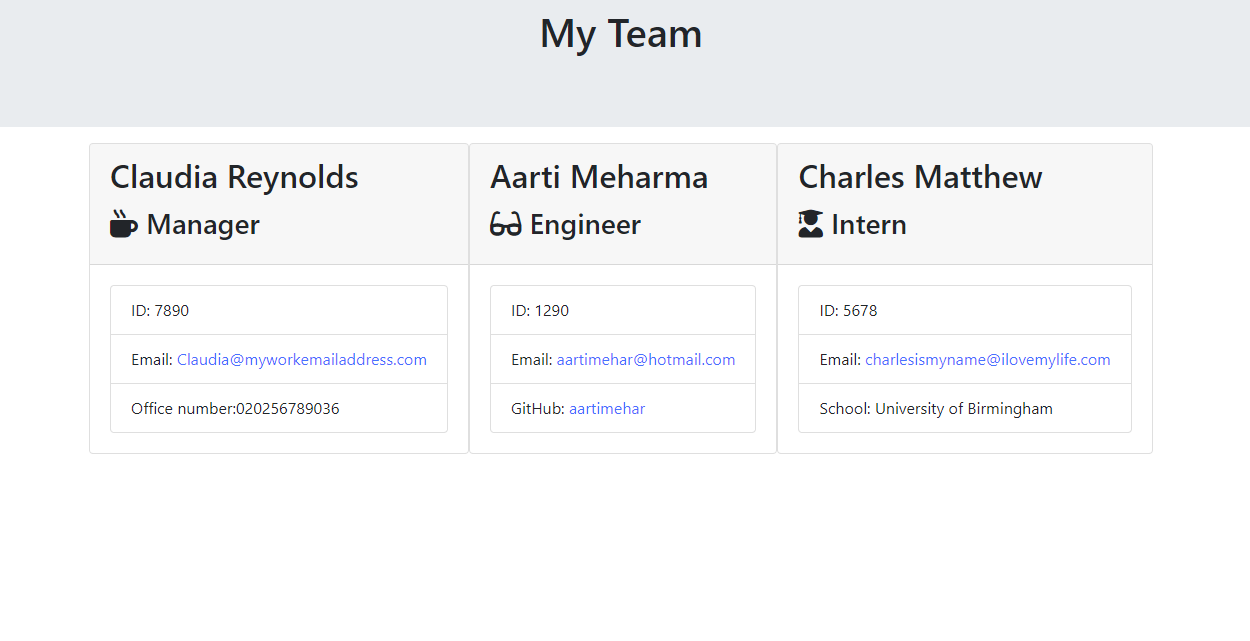 My Team
Claudia Reynolds
Manager
ID: 7890
Email: Claudia@myworkemailaddress.com
Office number:020256789036
Aarti Meharma
Engineer
ID: 1290
Email: aartimehar@hotmail.com
GitHub: aartimehar
Charles Matthew
Intern
ID: 5678
Email: charlesismyname@ilovemylife.com
School: University of Birmingham